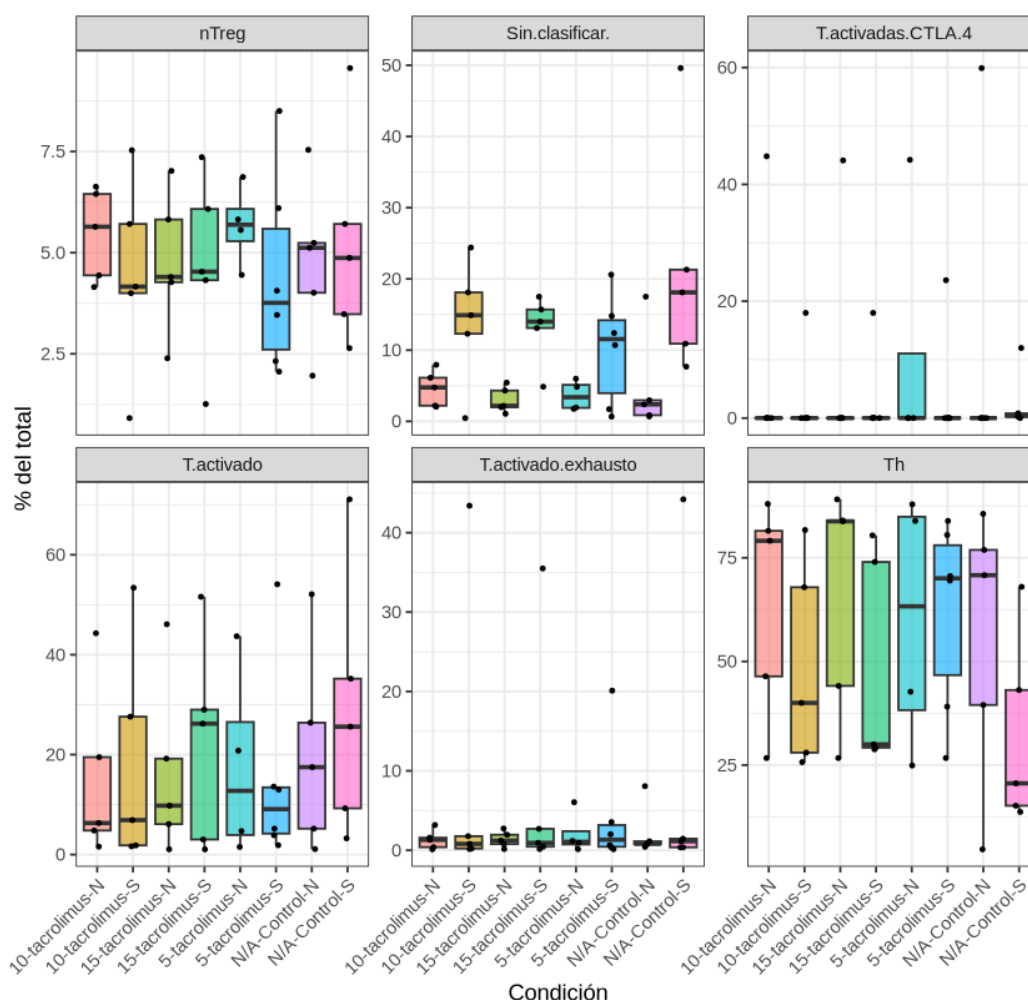 nTreg
Sin.clasificar.
T.activadas.CTLA.4
7.5
5.0
2.5
50
40
30
20
10
0
60
40
20
0
T.activado
T.activado.exhausto
Th
60
40
20
0
40
30
20
10
0
75
50
25
% del total
10-tacrolimus-N
10-tacrolimus-S
15-tacrolimus-N
15-tacrolimus-S
5-tacrolimus-N
5-tacrolimus-S
N/A-Control-N
N/A-Control-S
10-tacrolimus-N
10-tacrolimus-S
15-tacrolimus-N
15-tacrolimus-S
5-tacrolimus-N
5-tacrolimus-S
N/A-Control-N
N/A-Control-S
10-tacrolimus-N
10-tacrolimus-S
15-tacrolimus-N
15-tacrolimus-S
5-tacrolimus-N
5-tacrolimus-S
N/A-Control-N
N/A-Control-S
Condición